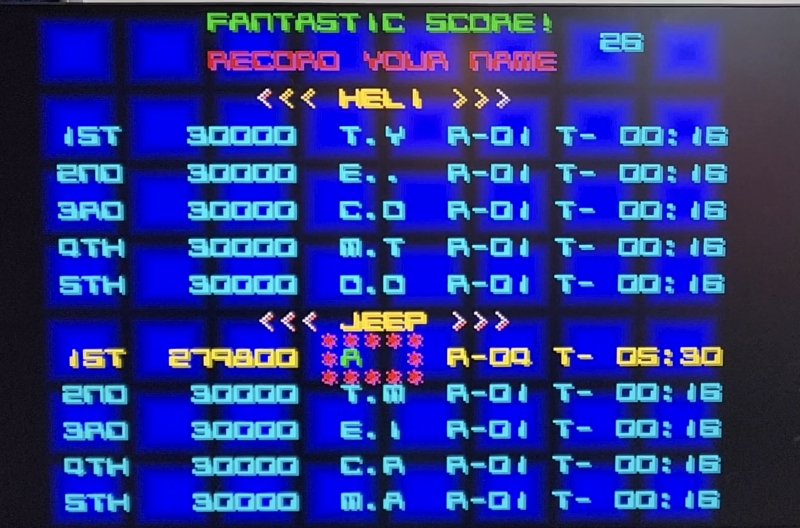 FANTASTIC SCORE!
26
RECORD YOUR NAME
<<< HELI >>>
1ST 30000 T.Y R-01 T- 00:16
2ND 30000 E.. R-01 T- 00:16
3RD 30000 C.O R-01 T- 00:16
4TH 30000 M.T R-01 T- 00:16
5TH 30000 O.O R-01 T- 00:16
<<< JEEP >>>
1ST 279800 A R-04 T- 05:30
2ND 30000 T.M R-01 T- 00:16
3RD 30000 E.I R-01 T- 00:16
4TH 30000 C.A R-01 T- 00:16
5TH 30000 M.A R-01 T- 00:16